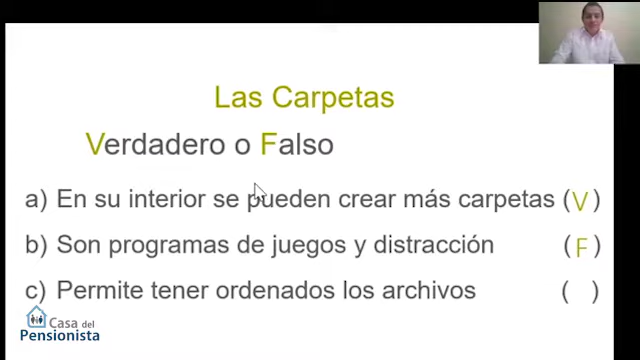 Las Carpetas
Verdadero o Falso
a) En su interior se pueden crear más carpetas (V)
b) Son programas de juegos y distracción (F)
c) Permite tener ordenados los archivos ( )
Casa del
Pensionista